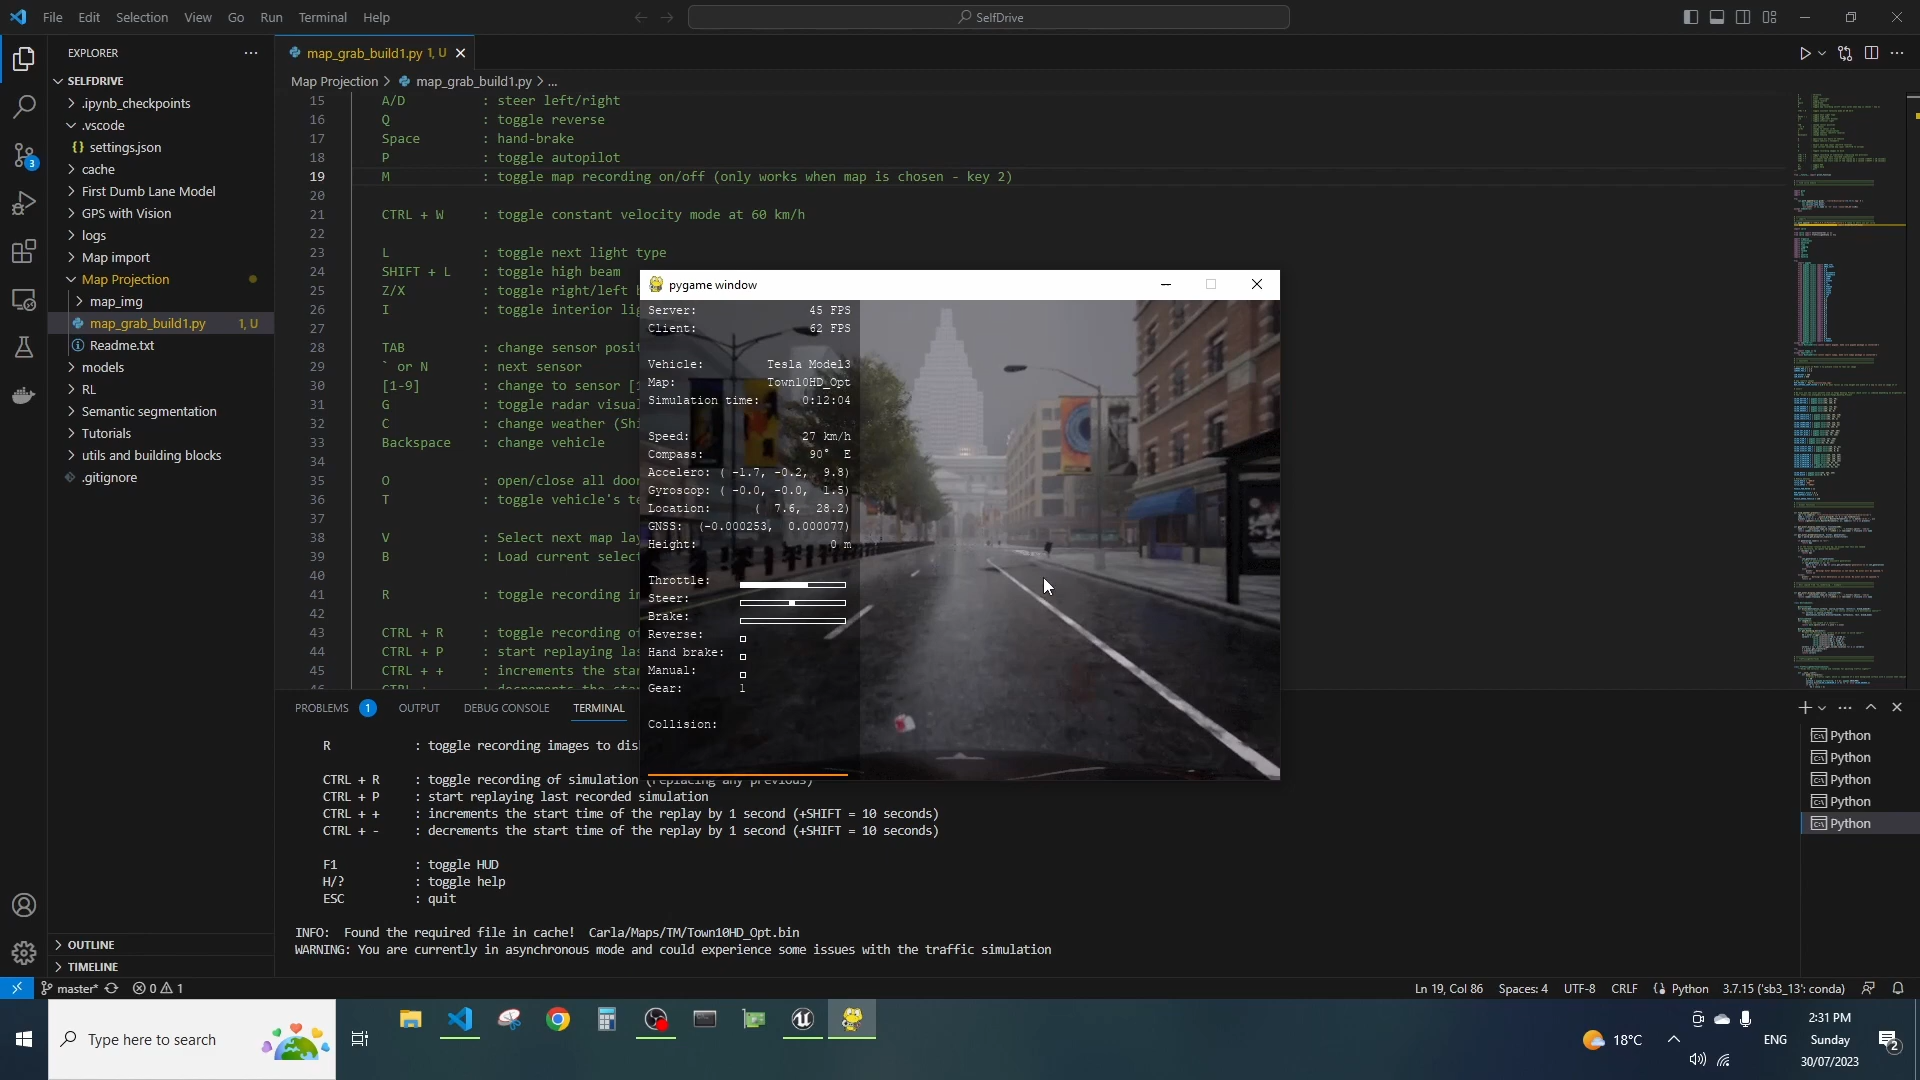 File Edit Selection View Go Run Terminal Help
SelfDrive
EXPLORER
SELFDRIVE
.ipynb_checkpoints
.vscode
settings.json
cache
First Dumb Lane Model
GPS with Vision
logs
Map import
Map Projection
map_img
map_grab_build1.py 1, U
Readme.txt
models
RL
Semantic segmentation
Tutorials
utils and building blocks
.gitignore
OUTLINE
TIMELINE
3
map_grab_build1.py 1, U
Map Projection > map_grab_build1.py > ...
15 A/D : steer left/right
16 Q : toggle reverse
17 Space : hand-brake
18 P : toggle autopilot
19 M : toggle map recording on/off (only works when map is chosen - key 2)
20
21 CTRL + W : toggle constant velocity mode at 60 km/h
22
23 L : toggle next light type
24 SHIFT + L : toggle high beam
25 Z/X : toggle right/left
26 I : toggle interior
27
28 TAB : change sensor
29 ` or N : next sensor
30 [1-9] : change to sensor
31 G : toggle radar
32 C : change weather
33 Backspace : change vehicle
34
35 O : open/close all
36 T : toggle vehicle's
37
38 V : Select next map
39 B : Load current
40
41 R : toggle recording
42
43 CTRL + R : toggle recording
44 CTRL + P : start replaying
45 CTRL + + : increments the
pygame window
Server: 45 FPS
Client: 62 FPS
Vehicle: Tesla Model3
Map: Town10HD_Opt
Simulation time: 0:12:04
Speed: 27 km/h
Compass: 90° E
Accelero: ( -1.7, -0.2, 9.8)
Gyroscop: ( -0.0, -0.0, 1.5)
Location: ( 7.6, 28.2)
GNSS: (-0.000253, 0.000077)
Height: 0 m
Throttle:
Steer:
Brake:
Reverse:
Hand brake:
Manual:
Gear: 1
Collision:
PROBLEMS 1 OUTPUT DEBUG CONSOLE TERMINAL
R : toggle recording images to
CTRL + R : toggle recording of simulation (replacing any previous)
CTRL + P : start replaying last recorded simulation
CTRL + + : increments the start time of the replay by 1 second (+SHIFT = 10 seconds)
CTRL + - : decrements the start time of the replay by 1 second (+SHIFT = 10 seconds)
F1 : toggle HUD
H/? : toggle help
ESC : quit
INFO: Found the required file in cache! Carla/Maps/TM/Town10HD_Opt.bin
WARNING: You are currently in asynchronous mode and could experience some issues with the traffic simulation
Python
Python
Python
Python
Python
master* 0 1
Ln 19, Col 86 Spaces: 4 UTF-8 CRLF Python 3.7.15 ('sb3_13': conda)
Type here to search
18°C
ENG
2:31 PM
Sunday
30/07/2023
2